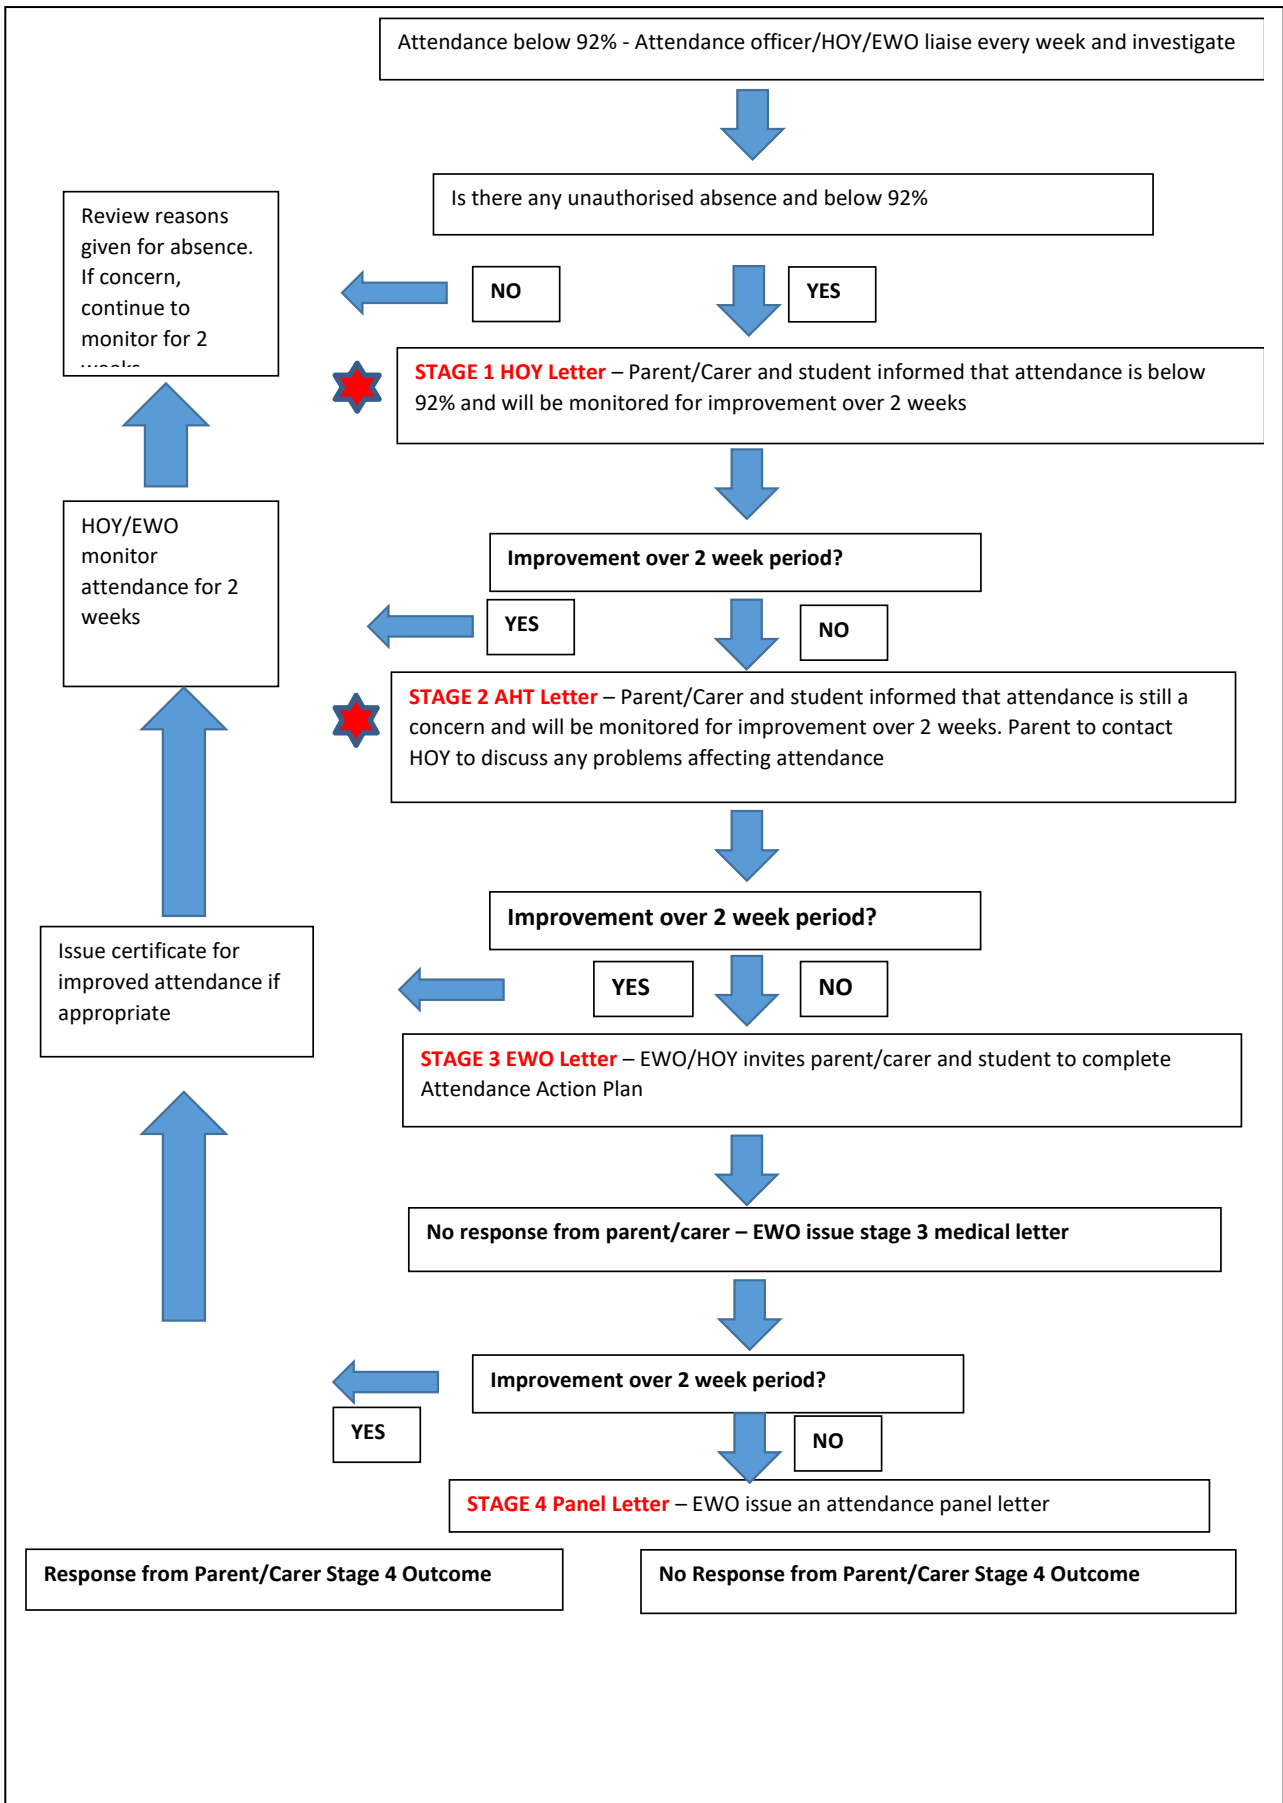 Attendance below 92% - Attendance officer/HOY/EWO liaise every week and investigate
Is there any unauthorised absence and below 92%
Review reasons
given for absence.
If concern,
continue to
monitor for 2
weeks
NO
YES
STAGE 1 HOY Letter – Parent/Carer and student informed that attendance is below
92% and will be monitored for improvement over 2 weeks
HOY/EWO
monitor
attendance for 2
weeks
Improvement over 2 week period?
YES
NO
STAGE 2 AHT Letter – Parent/Carer and student informed that attendance is still a
concern and will be monitored for improvement over 2 weeks. Parent to contact
HOY to discuss any problems affecting attendance
Improvement over 2 week period?
Issue certificate for
improved attendance if
appropriate
YES
NO
STAGE 3 EWO Letter – EWO/HOY invites parent/carer and student to complete
Attendance Action Plan
No response from parent/carer – EWO issue stage 3 medical letter
Improvement over 2 week period?
YES
NO
STAGE 4 Panel Letter – EWO issue an attendance panel letter
Response from Parent/Carer Stage 4 Outcome
No Response from Parent/Carer Stage 4 Outcome